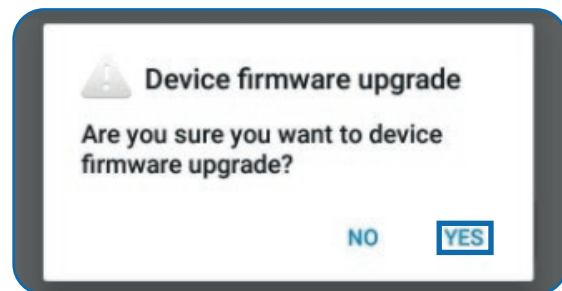 Device firmware upgrade
Are you sure you want to device
firmware upgrade?
NO YES